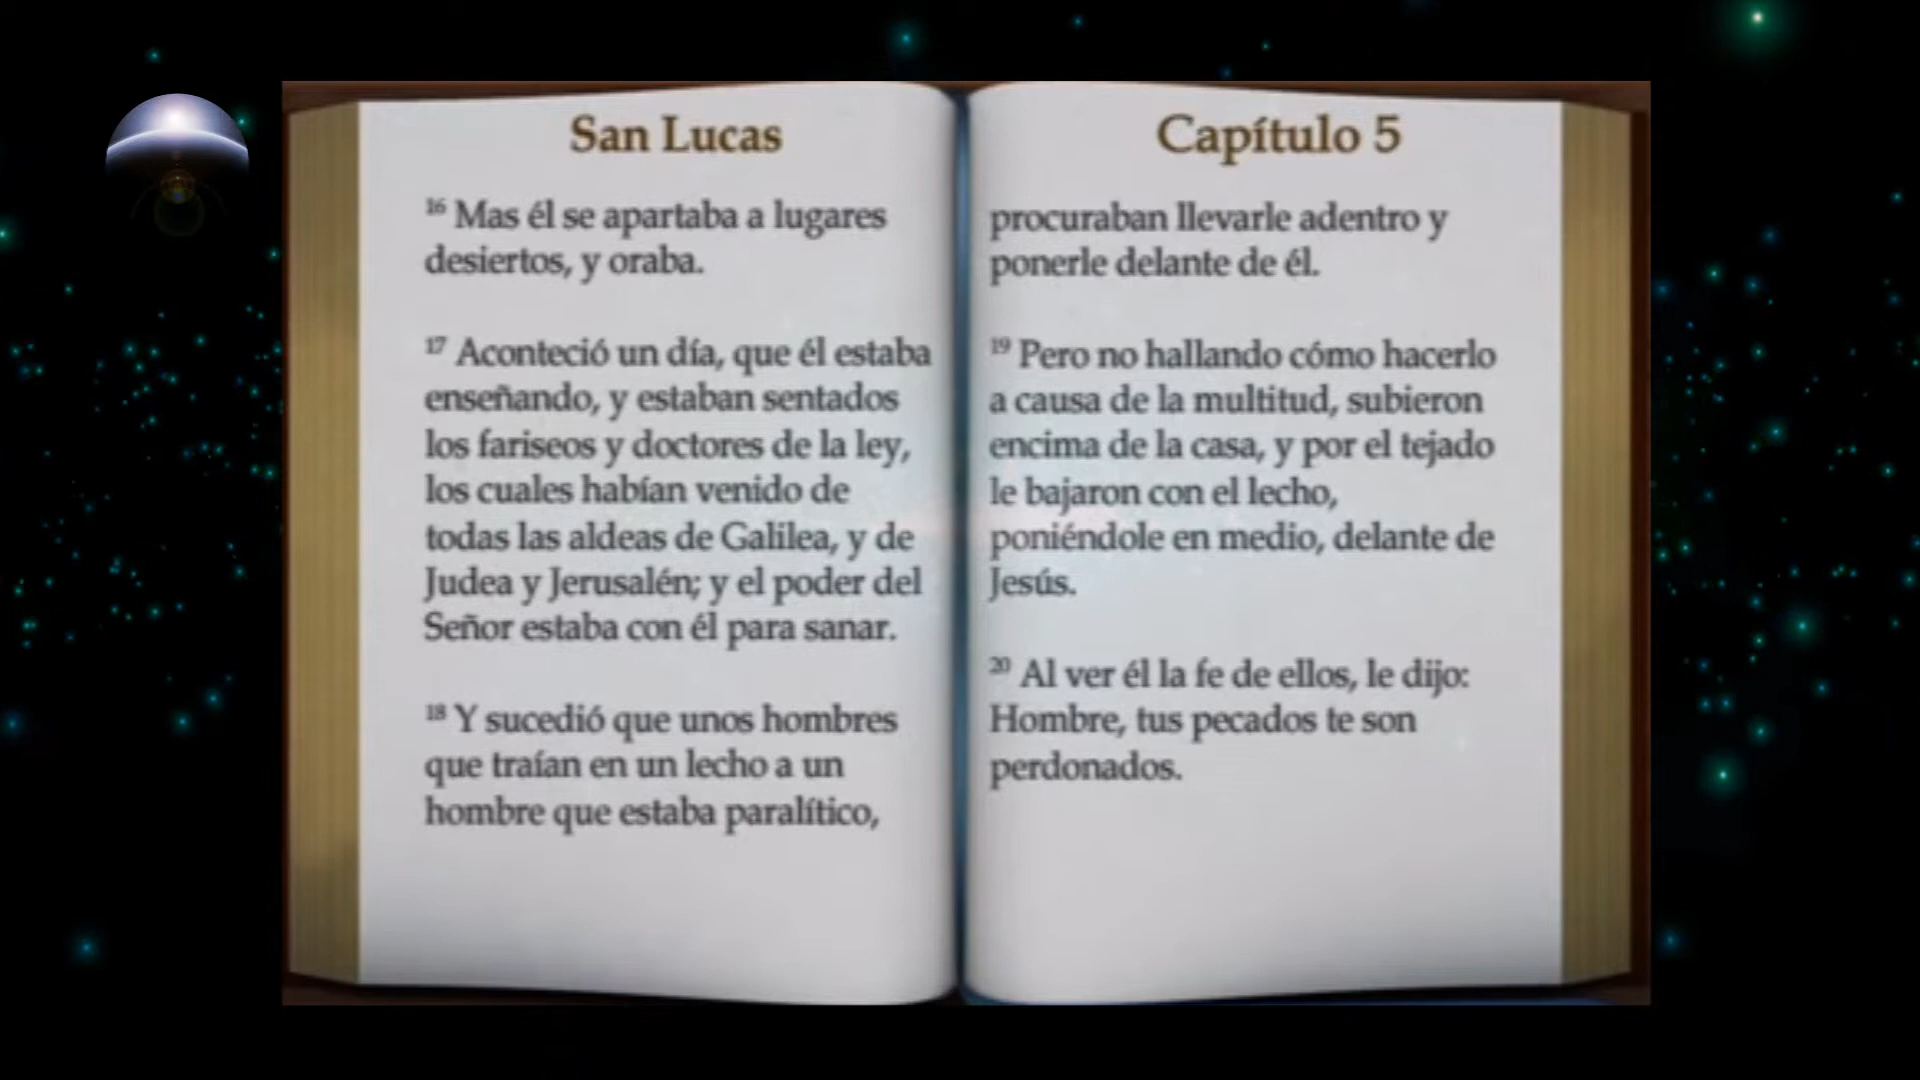 San Lucas
16 Mas él se apartaba a lugares
desiertos, y oraba.
17 Aconteció un día, que él estaba
enseñando, y estaban sentados
los fariseos y doctores de la ley,
los cuales habían venido de
todas las aldeas de Galilea, y de
Judea y Jerusalén; y el poder del
Señor estaba con él para sanar.
18 Y sucedió que unos hombres
que traían en un lecho a un
hombre que estaba paralítico,
Capítulo 5
procuraban llevarle adentro y
ponerle delante de él.
19 Pero no hallando cómo hacerlo
a causa de la multitud, subieron
encima de la casa, y por el tejado
le bajaron con el lecho,
poniéndole en medio, delante de
Jesús.
20 Al ver él la fe de ellos, le dijo:
Hombre, tus pecados te son
perdonados.